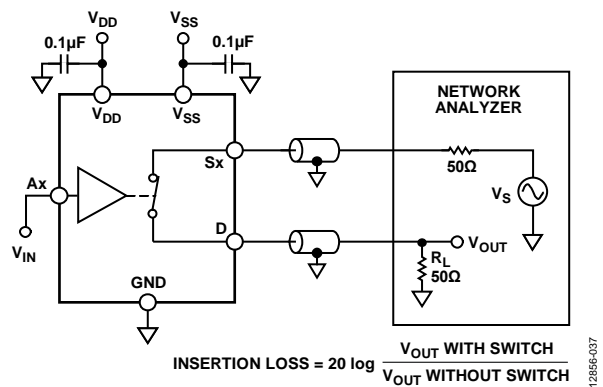 VDD
VSS
0.1µF
0.1µF
VDD
VSS
NETWORK
ANALYZER
Sx
50Ω
Ax
VS
D
VOUT
VIN
RL
50Ω
GND
INSERTION LOSS = 20 log VOUT WITH SWITCH
VOUT WITHOUT SWITCH
12856-037